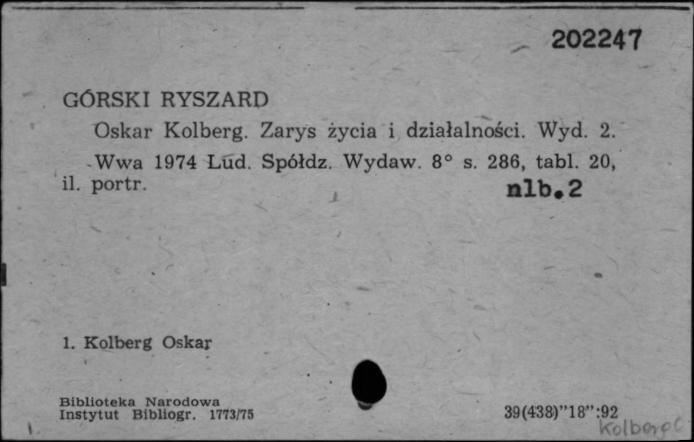 202247
GÓRSKI RYSZARD
Oskar Kolberg. Zarys życia i działalności. Wyd. 2.
Wwa 1974 Lud. Spółdz. Wydaw. 8° s. 286, tabl. 20,
il. portr.
nlb.2
1. Kolberg Oskar
Biblioteka Narodowa
Instytut Bibliogr. 1773/75
39(438)"18":92